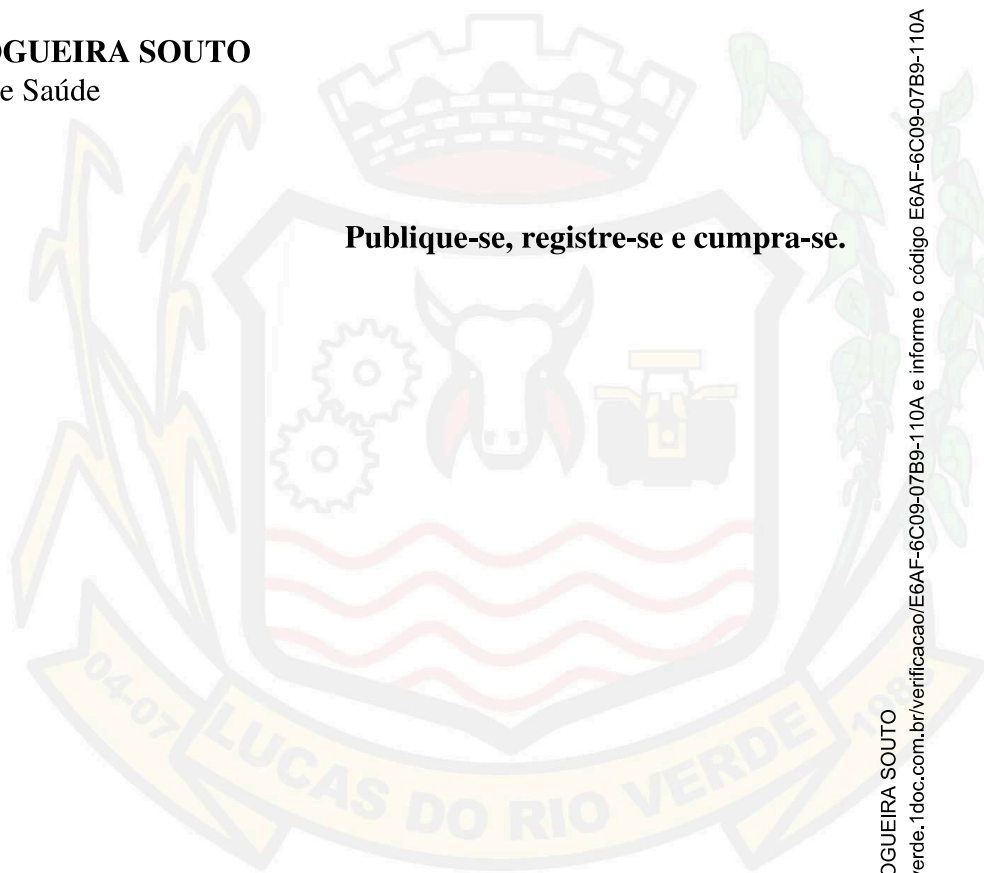 OGUEIRA SOUTO
e Saúde
Publique-se, registre-se e cumpra-se.
04-07
LUCAS DO RIO VERDE
OGUEIRA SOUTO
verde.1doc.com.br/verificacao/E6AF-6C09-07B9-110A e informe o código E6AF-6C09-07B9-110A